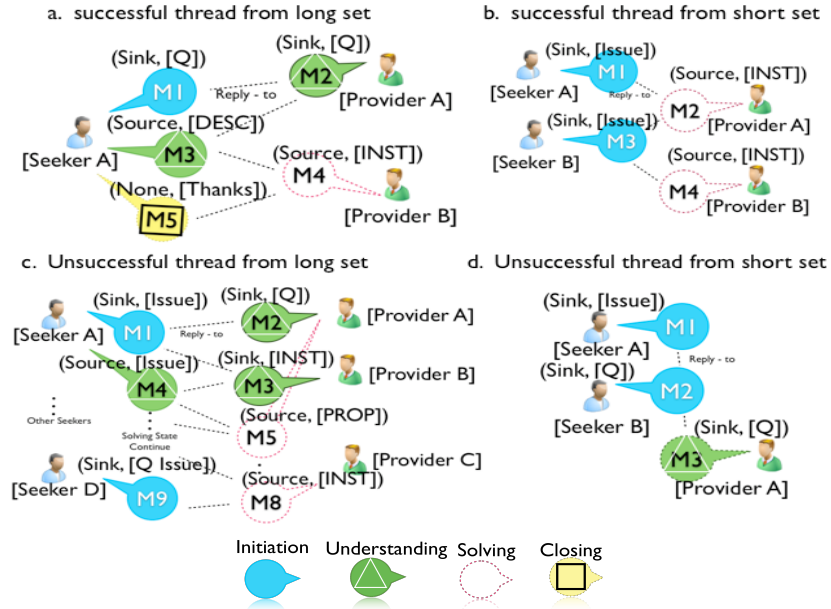 a. successful thread from long set
(Sink, [Q])
M1
Reply - to
(Sink, [Q])
M2
[Provider A]
(Source, [DESC])
[Seeker A]
M3
(Source, [INST])
M4
(None, [Thanks])
M5
[Provider B]
b. successful thread from short set
(Sink, [Issue])
M1
[Seeker A]
Reply - to
(Source, [INST])
M2
[Provider A]
(Sink, [Issue])
M3
[Seeker B]
(Source, [INST])
M4
[Provider B]
c. Unsuccessful thread from long set
(Sink, [Issue])
[Seeker A]
M1
Reply - to
(Sink, [Q])
M2
[Provider A]
(Source, [Issue])
M4
(Sink, [INST])
M3
[Provider B]
Other Seekers
Solving State
Continue
(Source, [PROP])
M5
[Provider C]
(Sink, [Q Issue])
[Seeker D]
M9
(Source, [INST])
M8
d. Unsuccessful thread from short set
(Sink, [Issue])
M1
[Seeker A]
Reply - to
(Sink, [Q])
M2
[Seeker B]
(Sink, [Q])
M3
[Provider A]
Initiation
Understanding
Solving
Closing